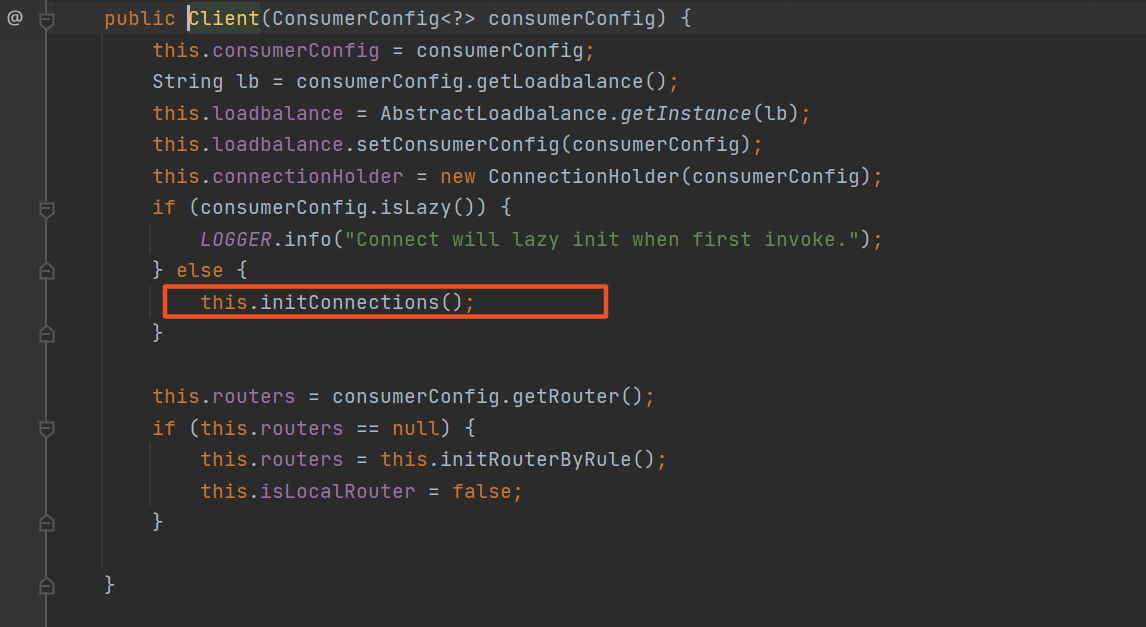 @
public Client(ConsumerConfig<?> consumerConfig) {
this.consumerConfig = consumerConfig;
String lb = consumerConfig.getLoadbalance();
this.loadbalance = AbstractLoadbalance.getInstance(lb);
this.loadbalance.setConsumerConfig(consumerConfig);
this.connectionHolder = new ConnectionHolder(consumerConfig);
if (consumerConfig.isLazy()) {
LOGGER.info("Connect will lazy init when first invoke.");
} else {
this.initConnections();
}
this.routers = consumerConfig.getRouter();
if (this.routers == null) {
this.routers = this.initRouterByRule();
this.isLocalRouter = false;
}
}